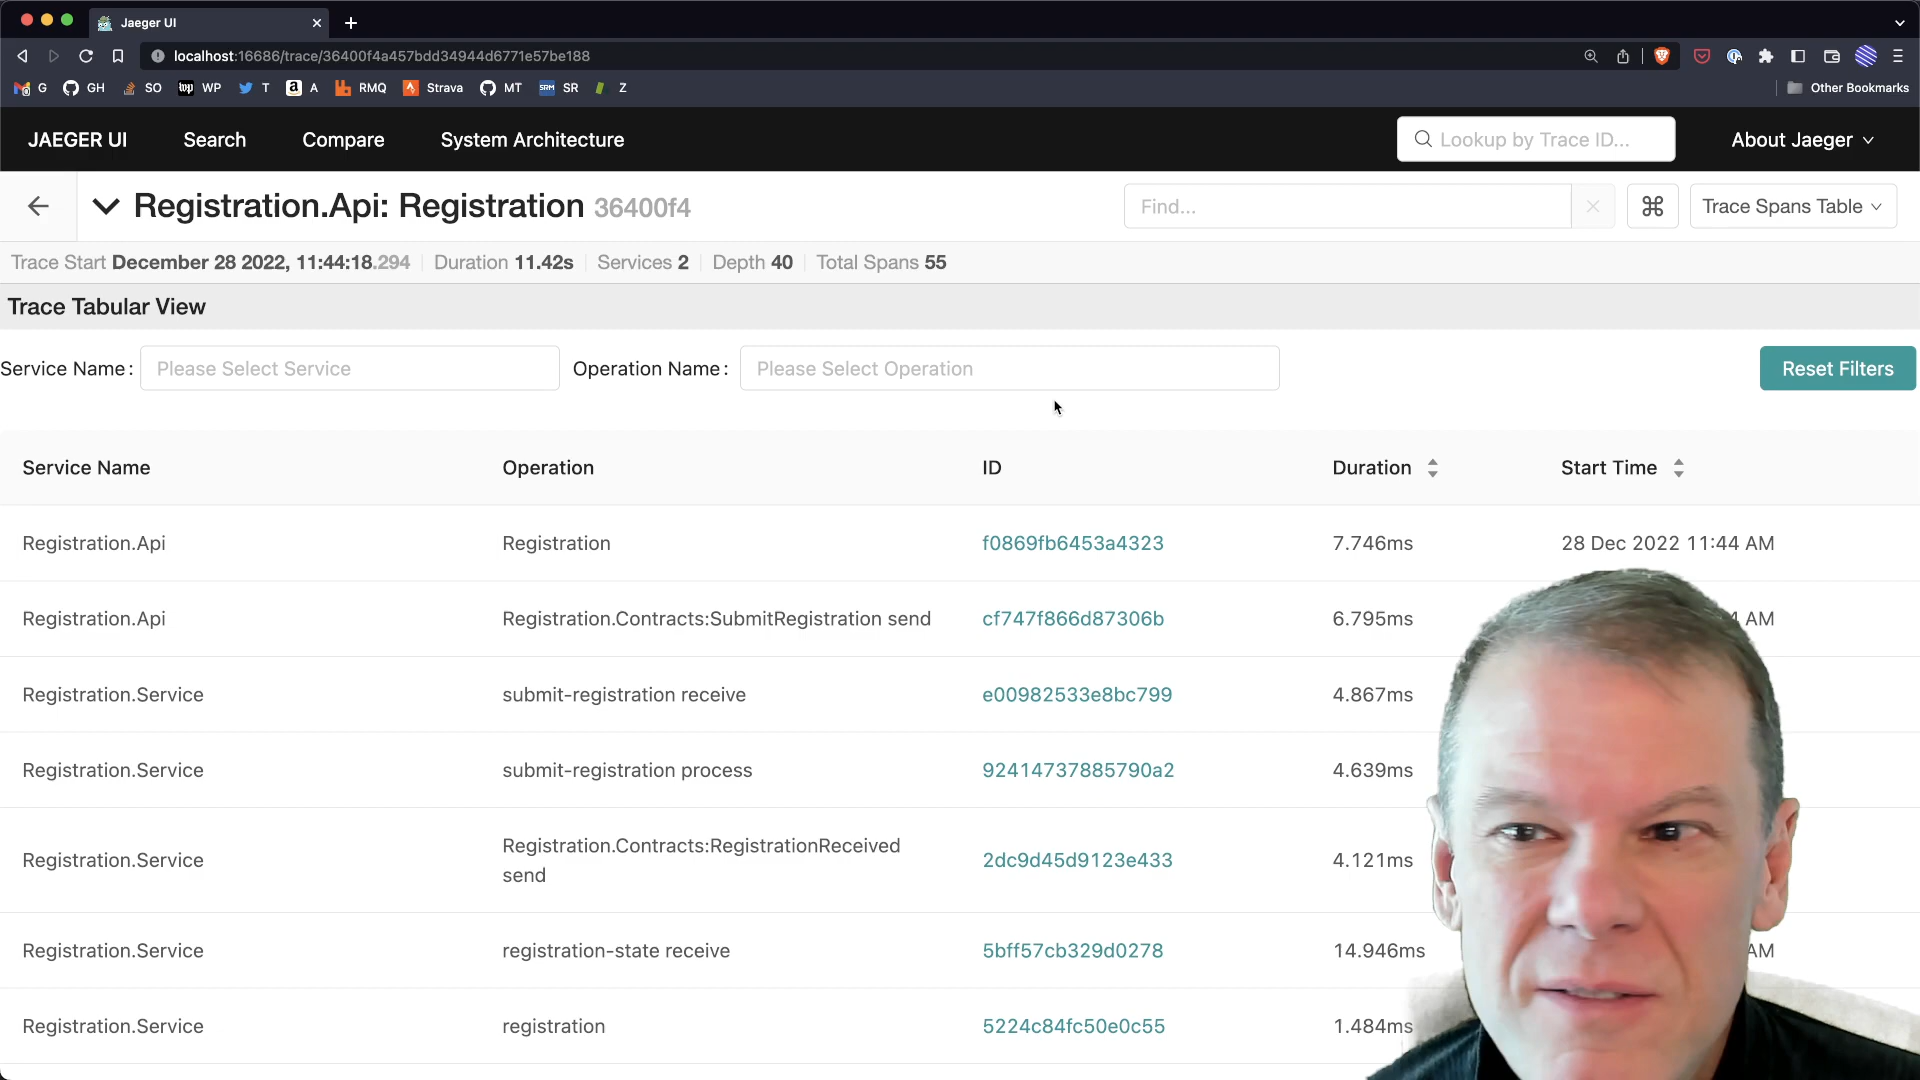 Jaeger UI
localhost:16686/trace/36400f4a457bdd34944d6771e57be188
G GH SO WP T A RMQ Strava MT SR Z Other Bookmarks
JAEGER UI Search Compare System Architecture Lookup by Trace ID... About Jaeger
Registration.Api: Registration 36400f4 Find... Trace Spans Table
Trace Start December 28 2022, 11:44:18.294 Duration 11.42s Services 2 Depth 40 Total Spans 55
Trace Tabular View
Service Name: Please Select Service Operation Name: Please Select Operation Reset Filters
Service Name Operation ID Duration Start Time
Registration.Api Registration f0869fb6453a4323 7.746ms 28 Dec 2022 11:44 AM
Registration.Api Registration.Contracts:SubmitRegistration send cf747f866d87306b 6.795ms AM
Registration.Service submit-registration receive e00982533e8bc799 4.867ms
Registration.Service submit-registration process 92414737885790a2 4.639ms
Registration.Service Registration.Contracts:RegistrationReceived send 2dc9d45d9123e433 4.121ms
Registration.Service registration-state receive 5bff57cb329d0278 14.946ms AM
Registration.Service registration 5224c84fc50e0c55 1.484ms